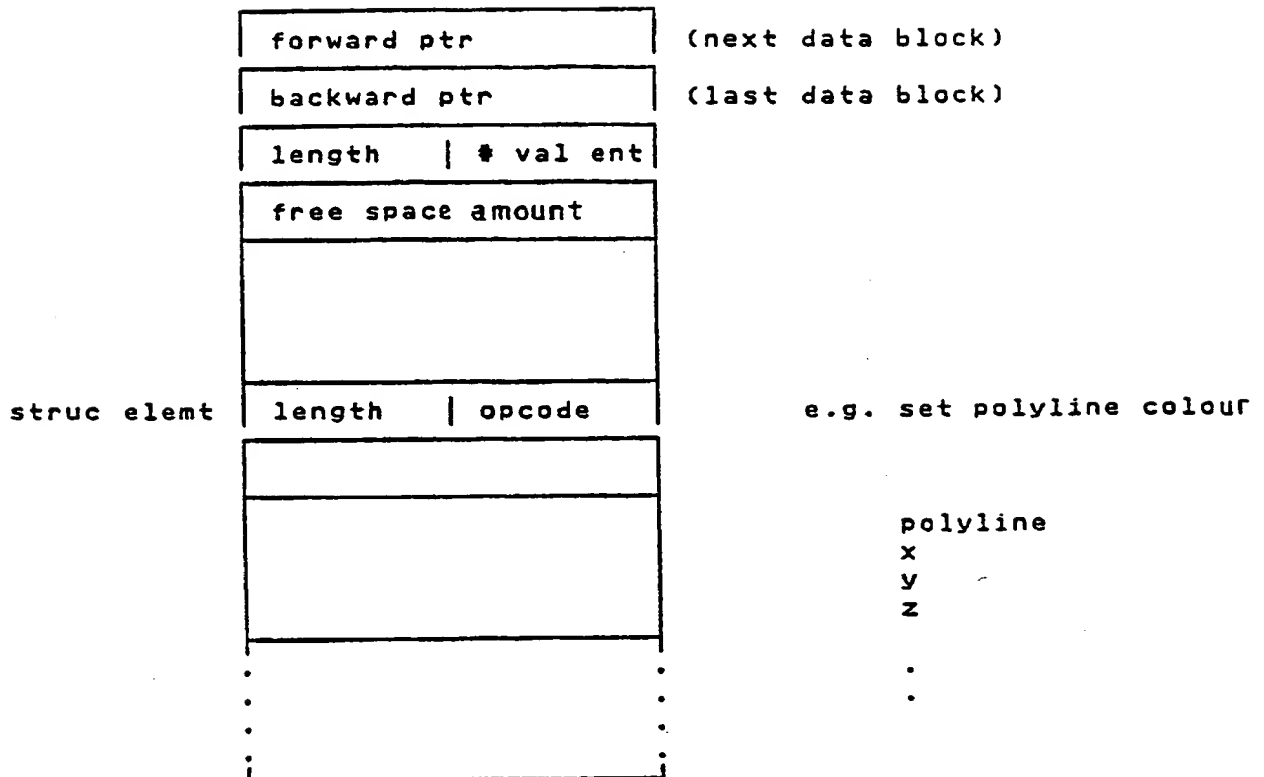 forward ptr (next data block)
backward ptr (last data block)
length | # val ent
free space amount
struc elemt length | opcode e.g. set polyline colour
polyline
x
y
z
.
.